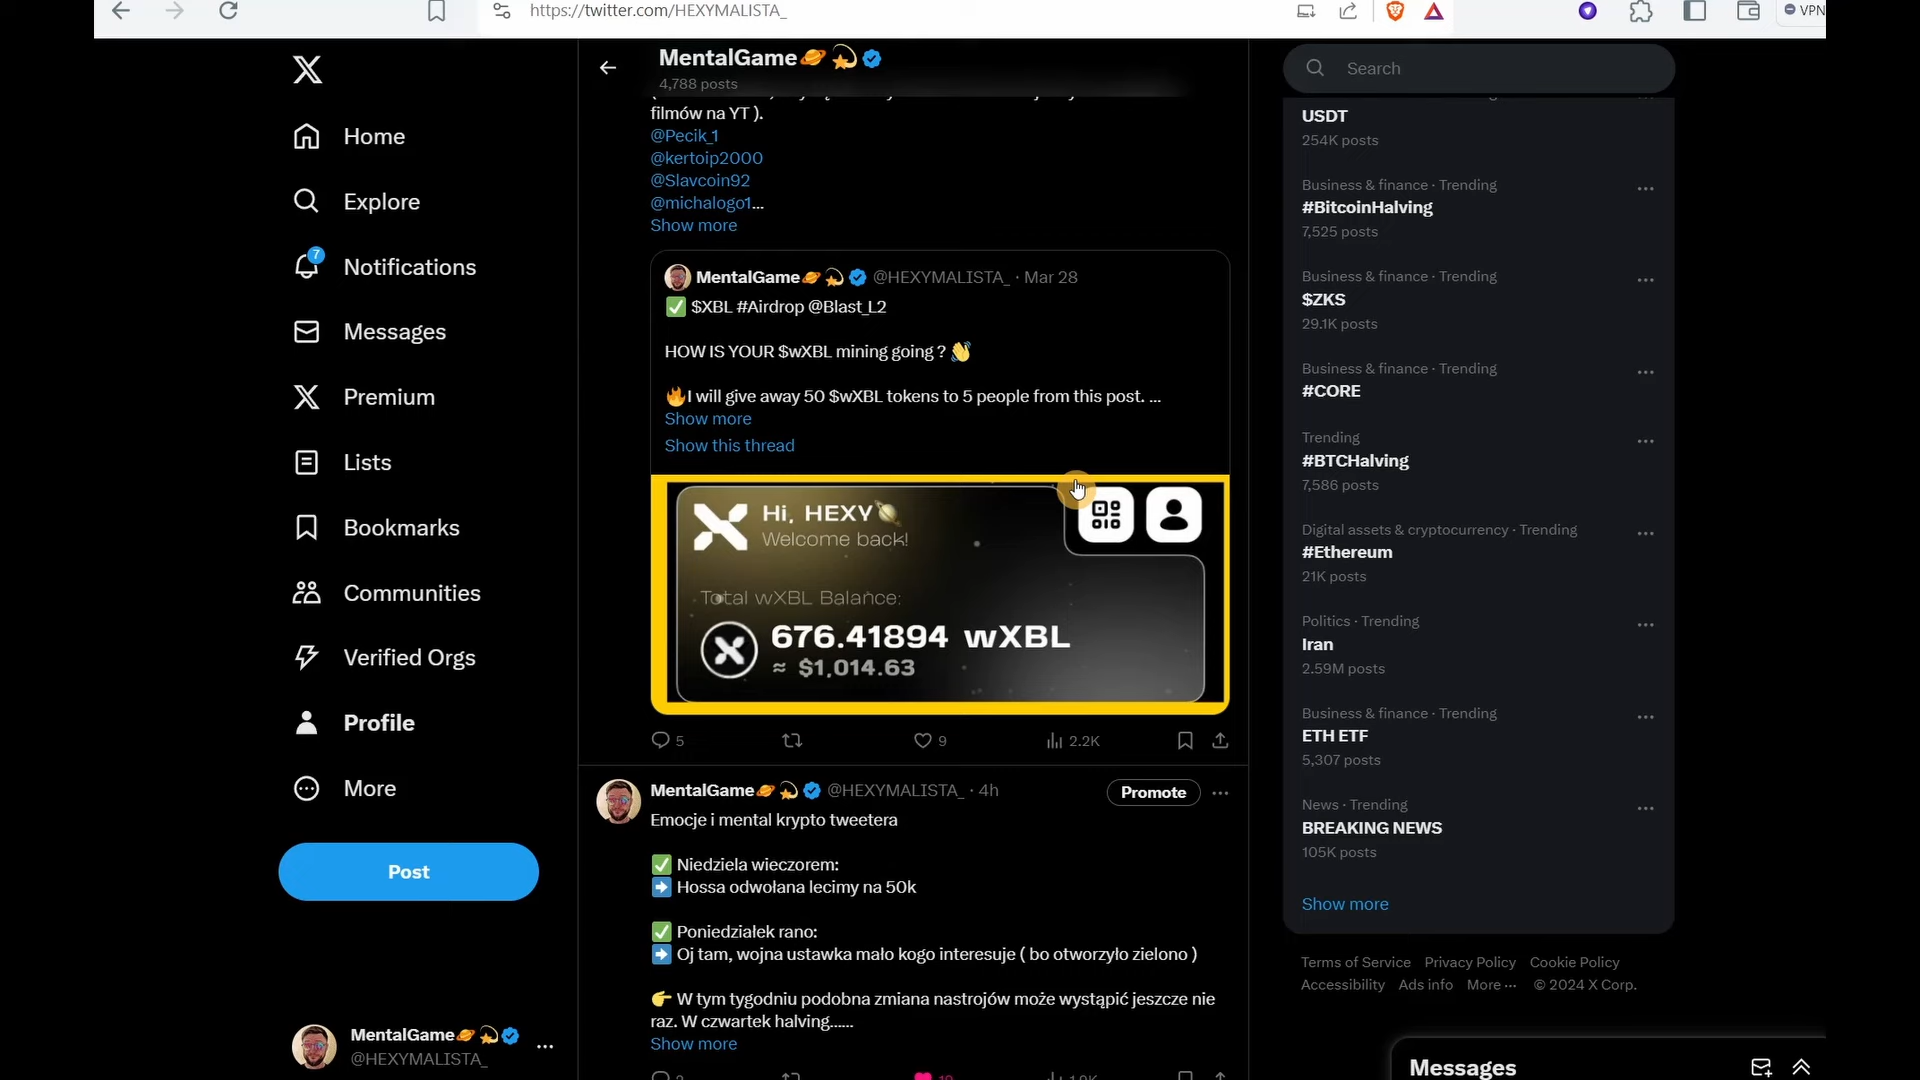 https://twitter.com/HEXYMALISTA_
VPN
MentalGame
4,788 posts
Search
Home
Explore
7
Notifications
Messages
Premium
Lists
Bookmarks
Communities
Verified Orgs
Profile
More
Post
MentalGame
@HEXYMALISTA_
filmów na YT ).
@Pecik_1
@kertoip2000
@Slavcoin92
@michalogo1...
Show more
MentalGame @HEXYMALISTA_ · Mar 28
$XBL #Airdrop @Blast_L2
HOW IS YOUR $wXBL mining going ?
I will give away 50 $wXBL tokens to 5 people from this post. ...
Show more
Show this thread
Hi, HEXY
Welcome back!
Total wXBL Balance:
676.41894 wXBL
≈ $1,014.63
5 9 2.2K
MentalGame @HEXYMALISTA_ · 4h
Promote
Emocje i mental krypto tweetera
Niedziela wieczorem:
Hossa odwołana lecimy na 50k
Poniedziałek rano:
Oj tam, wojna ustawka mało kogo interesuje ( bo otworzyło zielono )
W tym tygodniu podobna zmiana nastrojów może wystąpić jeszcze nie
raz. W czwartek halving......
Show more
USDT
254K posts
Business & finance · Trending
#BitcoinHalving
7,525 posts
Business & finance · Trending
$ZKS
29.1K posts
Business & finance · Trending
#CORE
Trending
#BTCHalving
7,586 posts
Digital assets & cryptocurrency · Trending
#Ethereum
21K posts
Politics · Trending
Iran
2.59M posts
Business & finance · Trending
ETH ETF
5,307 posts
News · Trending
BREAKING NEWS
105K posts
Show more
Terms of Service Privacy Policy Cookie Policy
Accessibility Ads info More ··· © 2024 X Corp.
Messages